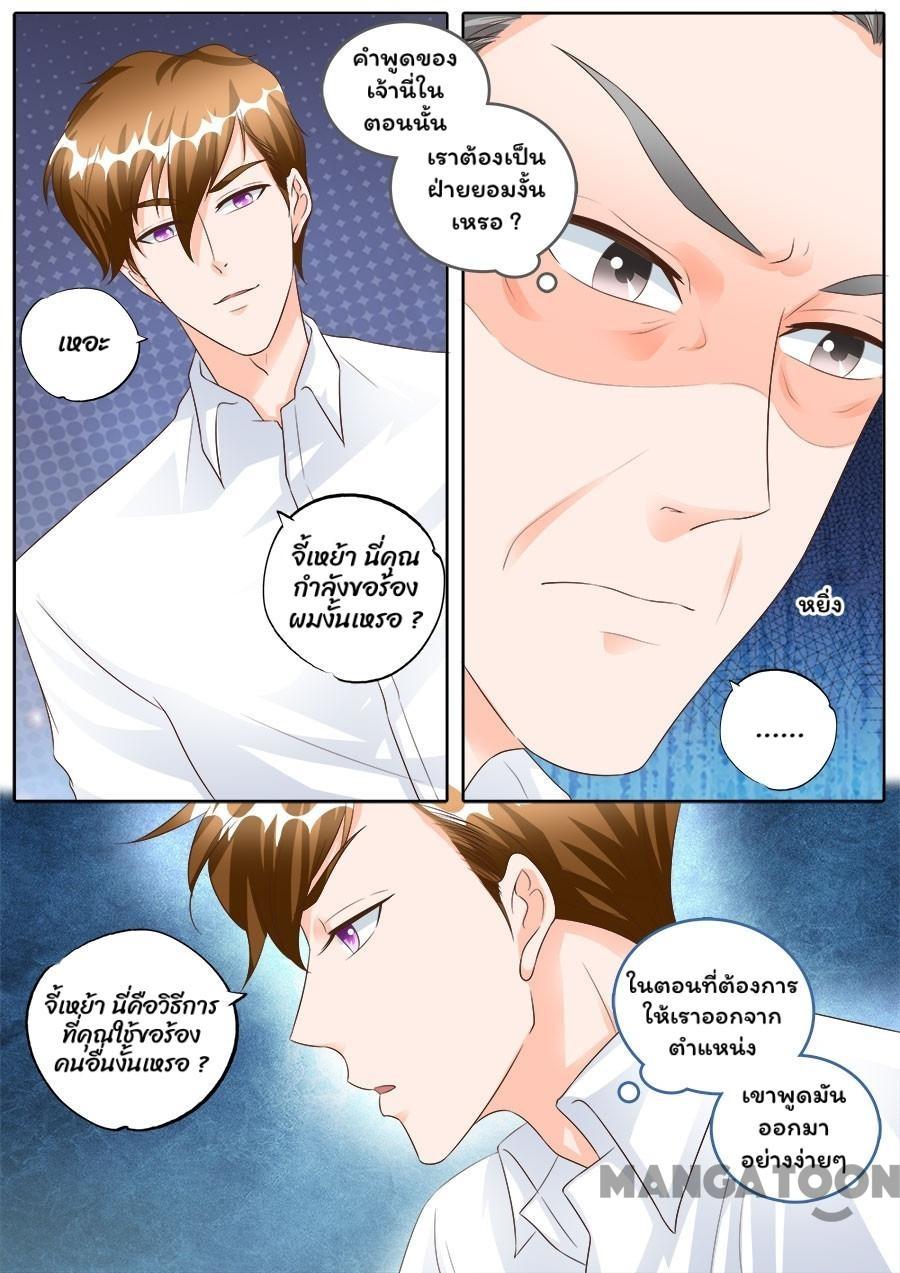 เหอะ
จี้เหย้า นี่คุณ
กำลังขอร้อง
ผมงั้นเหรอ ?
คำพูดของ
เจ้านี่ใน
ตอนนั้น
เราต้องเป็น
ฝ่ายยอมงั้น
เหรอ ?
หยิ่ง
......
จี้เหย้า นี่คือวิธีการ
ที่คุณใช้ขอร้อง
คนอื่นงั้นเหรอ ?
ในตอนที่ต้องการ
ให้เราออกจาก
ตำแหน่ง
เขาพูดมัน
ออกมา
อย่างง่ายๆ
MANGATOON